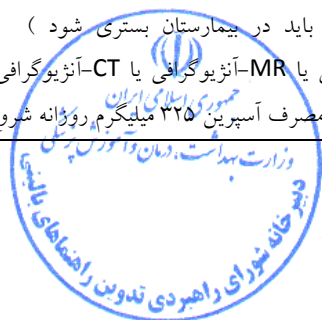 باید در بیمارستان بستری شود )
یا MR-آنژیوگرافی یا CT-آنژیوگرافی
مصرف آسپرین ۳۲۵ میلیگرم روزانه شروع
جمهوری اسلامی ایران
وزارت بهداشت، درمان و آموزش پزشکی
دبیرخانه شورای راهبردی تدوین راهنماهای بالینی